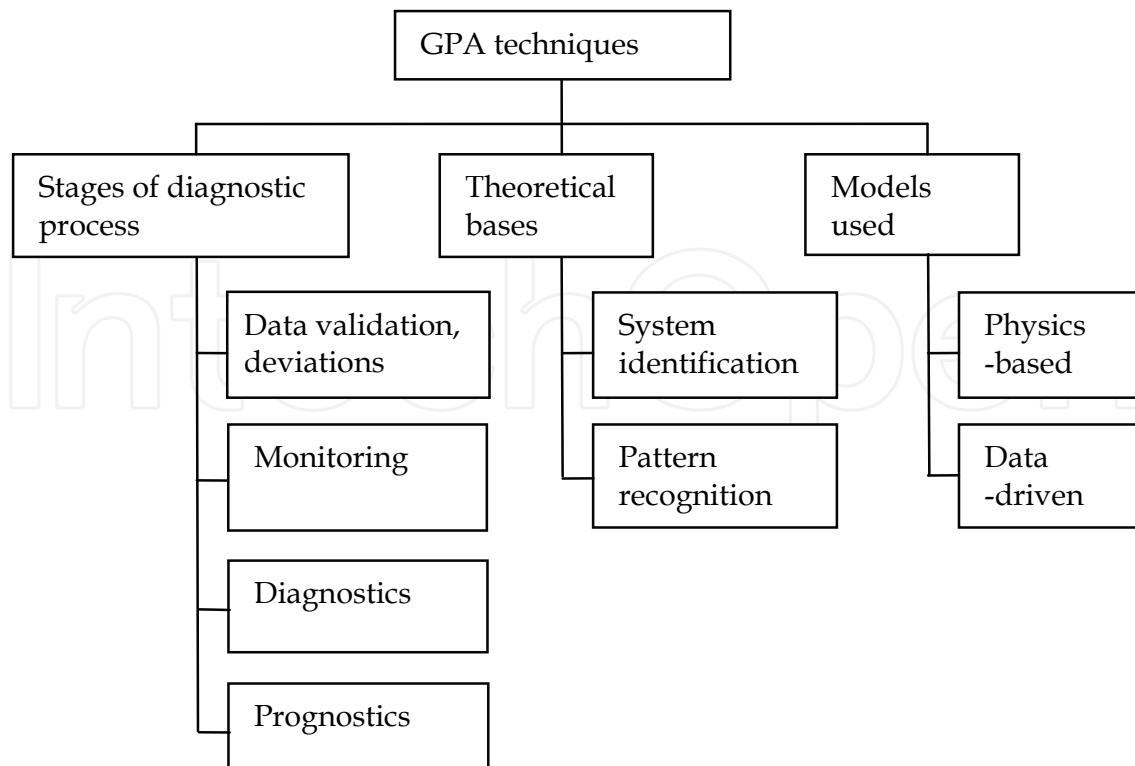 GPA techniques
Stages of diagnostic
process
Theoretical
bases
Models
used
Data validation,
deviations
Monitoring
Diagnostics
Prognostics
System
identification
Pattern
recognition
Physics
-based
Data
-driven
IntechOpen